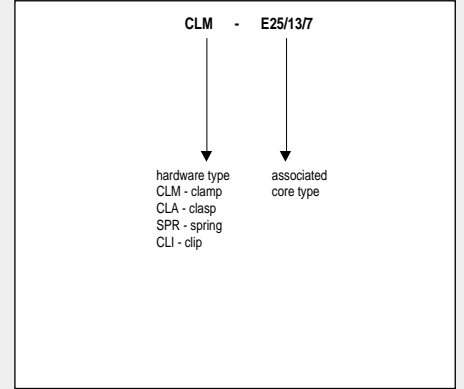 CLM - E25/13/7
hardware type
CLM - clamp
CLA - clasp
SPR - spring
CLI - clip
associated
core type